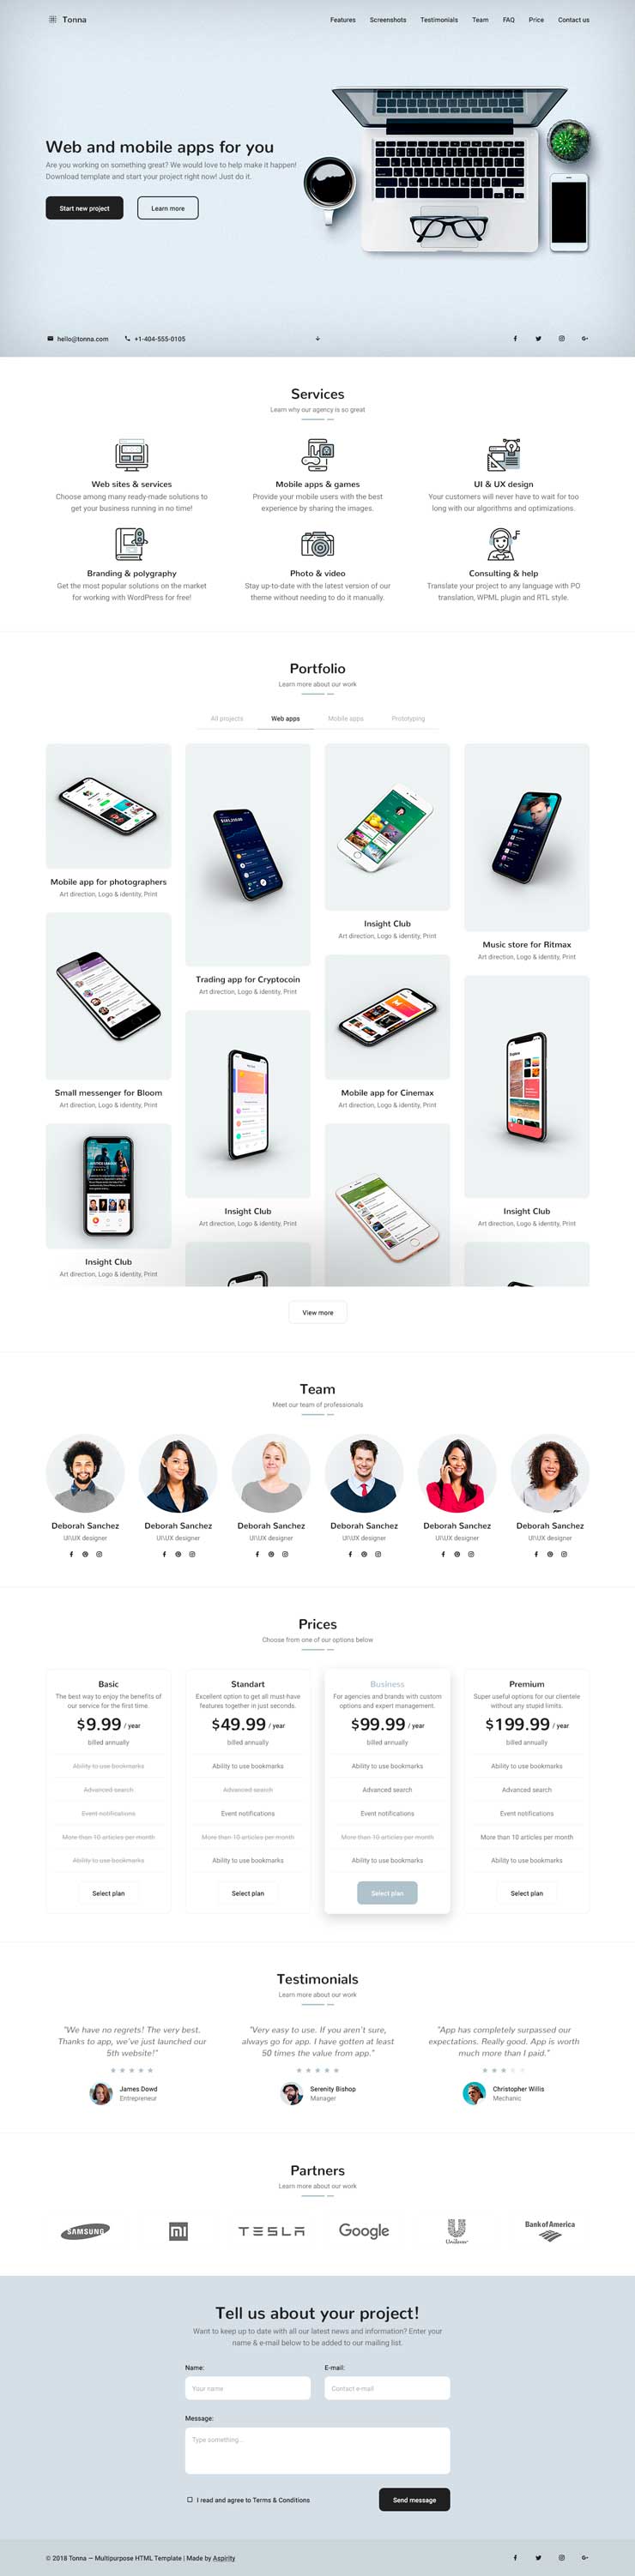 Tonna
Features Screenshots Testimonials Team FAQ Price Contact us
Web and mobile apps for you
Are you working on something great? We would love to help make it happen!
Download template and start your project right now! Just do it.
Start new project Learn more
hello@tonna.com +1-404-555-0105
Services
Learn why our agency is so great
Web sites & services
Choose among many ready-made solutions to
get your business running in no time!
Mobile apps & games
Provide your mobile users with the best
experience by sharing the images.
UI & UX design
Your customers will never have to wait for too
long with our algorithms and optimizations.
Branding & polygraphy
Get the most popular solutions on the market
for working with WordPress for free!
Photo & video
Stay up-to-date with the latest version of our
theme without needing to do it manually.
Consulting & help
Translate your project to any language with PO
translation, WPML plugin and RTL style.
Portfolio
Learn more about our work
All projects Web apps Mobile apps Prototyping
Mobile app for photographers
Art direction, Logo & identity, Print
Small messenger for Bloom
Art direction, Logo & identity, Print
Insight Club
Art direction, Logo & identity, Print
Trading app for Cryptocoin
Art direction, Logo & identity, Print
Insight Club
Art direction, Logo & identity, Print
Insight Club
Art direction, Logo & identity, Print
Mobile app for Cinemax
Art direction, Logo & identity, Print
Music store for Ritmax
Art direction, Logo & identity, Print
Insight Club
Art direction, Logo & identity, Print
View more
Team
Meet our team of professionals
Deborah Sanchez Deborah Sanchez Deborah Sanchez Deborah Sanchez Deborah Sanchez Deborah Sanchez
UI\UX designer UI\UX designer UI\UX designer UI\UX designer UI\UX designer UI\UX designer
Prices
Choose from one of our options below
Basic
The best way to enjoy the benefits of
our service for the first time.
$9.99 / year
billed annually
Ability to use bookmarks
Advanced search
Event notifications
More than 10 articles per month
Ability to use bookmarks
Select plan
Standart
Excellent option to get all must-have
features together in just seconds.
$49.99 / year
billed annually
Ability to use bookmarks
Advanced search
Event notifications
More than 10 articles per month
Ability to use bookmarks
Select plan
Business
For agencies and brands with custom
options and expert management.
$99.99 / year
billed annually
Ability to use bookmarks
Advanced search
Event notifications
More than 10 articles per month
Ability to use bookmarks
Select plan
Premium
Super useful options for our clientele
without any stupid limits.
$199.99 / year
billed annually
Ability to use bookmarks
Advanced search
Event notifications
More than 10 articles per month
Ability to use bookmarks
Select plan
Testimonials
Learn more about our work
"We have no regrets! The very best.
Thanks to app, we've just launched our
5th website!"
James Dowd
Entrepreneur
"Very easy to use. If you aren't sure,
always go for app. I have gotten at least
50 times the value from app."
Serenity Bishop
Manager
"App has completely surpassed our
expectations. Really good. App is worth
much more than I paid."
Christopher Willis
Mechanic
Partners
Learn more about our work
SAMSUNG TESLA Google Unilever Bank of America
Tell us about your project!
Want to keep up to date with all our latest news and information? Enter your
name & e-mail below to be added to our mailing list.
Name: E-mail:
Your name Contact e-mail
Message:
Type something...
I read and agree to Terms & Conditions Send message
© 2018 Tonna — Multipurpose HTML Template | Made by Aspirity